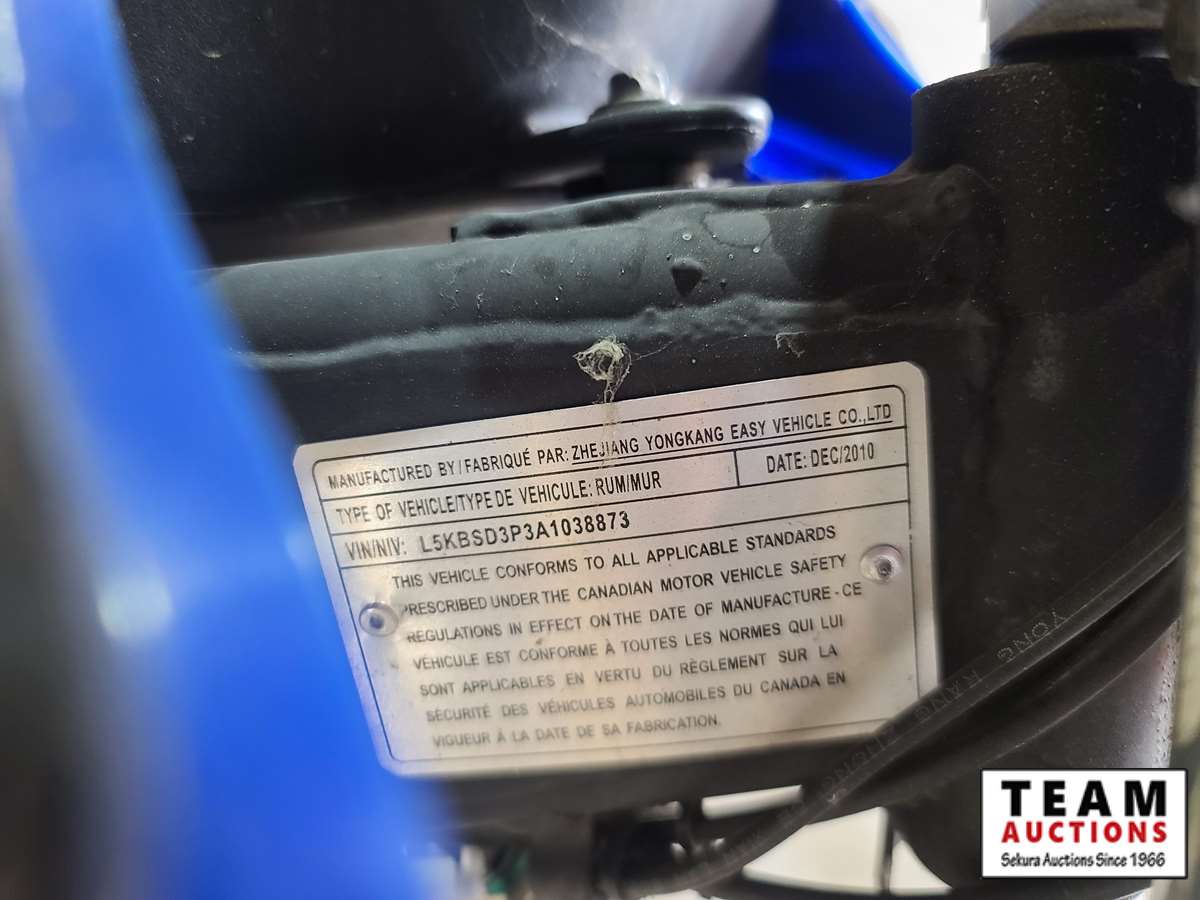 MANUFACTURED BY/FABRIQUÉ PAR: ZHEJIANG YONGKANG EASY VEHICLE CO.,LTD
TYPE OF VEHICLE/TYPE DE VEHICULE: RUM/MUR DATE: DEC/2010
VIN/NIV: L5KBSD3P3A1038873
THIS VEHICLE CONFORMS TO ALL APPLICABLE STANDARDS
PRESCRIBED UNDER THE CANADIAN MOTOR VEHICLE SAFETY
REGULATIONS IN EFFECT ON THE DATE OF MANUFACTURE - CE
VEHICULE EST CONFORME À TOUTES LES NORMES QUI LUI
SONT APPLICABLES EN VERTU DU RÈGLEMENT SUR LA
SÉCURITÉ DES VÉHICULES AUTOMOBILES DU CANADA EN
VIGUEUR À LA DATE DE SA FABRICATION.
YONG KANG
TEAM
AUCTIONS
Sekura Auctions Since 1966